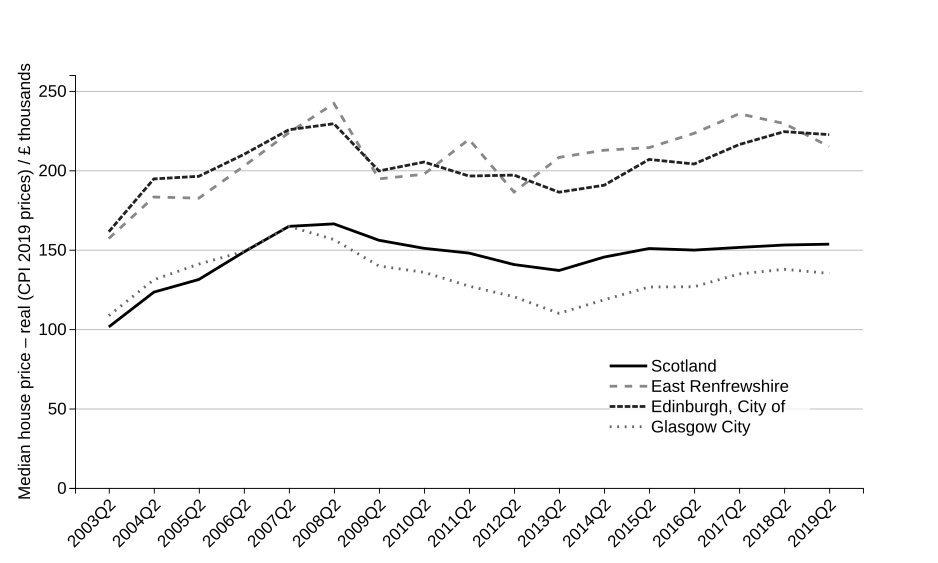 Median house price – real (CPI 2019 prices) / £ thousands
250
200
150
100
50
0
Scotland
East Renfrewshire
Edinburgh, City of
Glasgow City
2003Q2
2004Q2
2005Q2
2006Q2
2007Q2
2008Q2
2009Q2
2010Q2
2011Q2
2012Q2
2013Q2
2014Q2
2015Q2
2016Q2
2017Q2
2018Q2
2019Q2